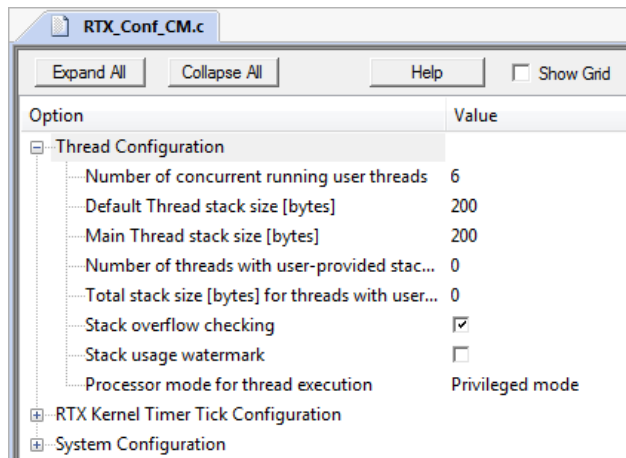 RTX_Conf_CM.c
Expand All Collapse All Help Show Grid
Option Value
Thread Configuration
Number of concurrent running user threads 6
Default Thread stack size [bytes] 200
Main Thread stack size [bytes] 200
Number of threads with user-provided stac... 0
Total stack size [bytes] for threads with user... 0
Stack overflow checking
Stack usage watermark
Processor mode for thread execution Privileged mode
RTX Kernel Timer Tick Configuration
System Configuration